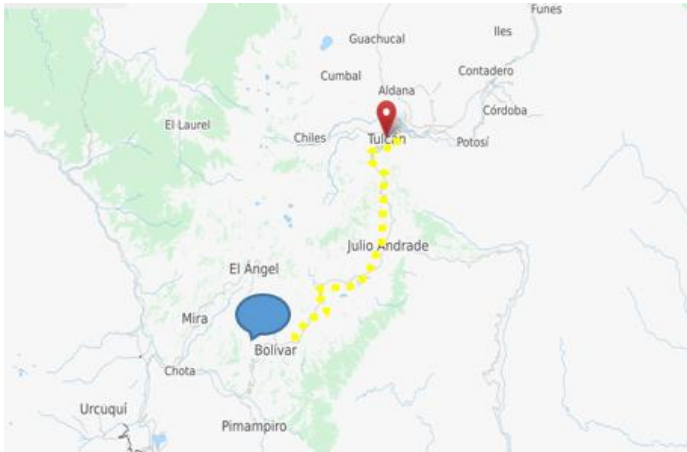 Funes
Iles
Guachucal
Contadero
Cumbal
Aldana
Córdoba
El Laurel
Chiles
Tulcán
Potosí
Julio Andrade
El Ángel
Mira
Bolívar
Chota
Urcuquí
Pimampiro